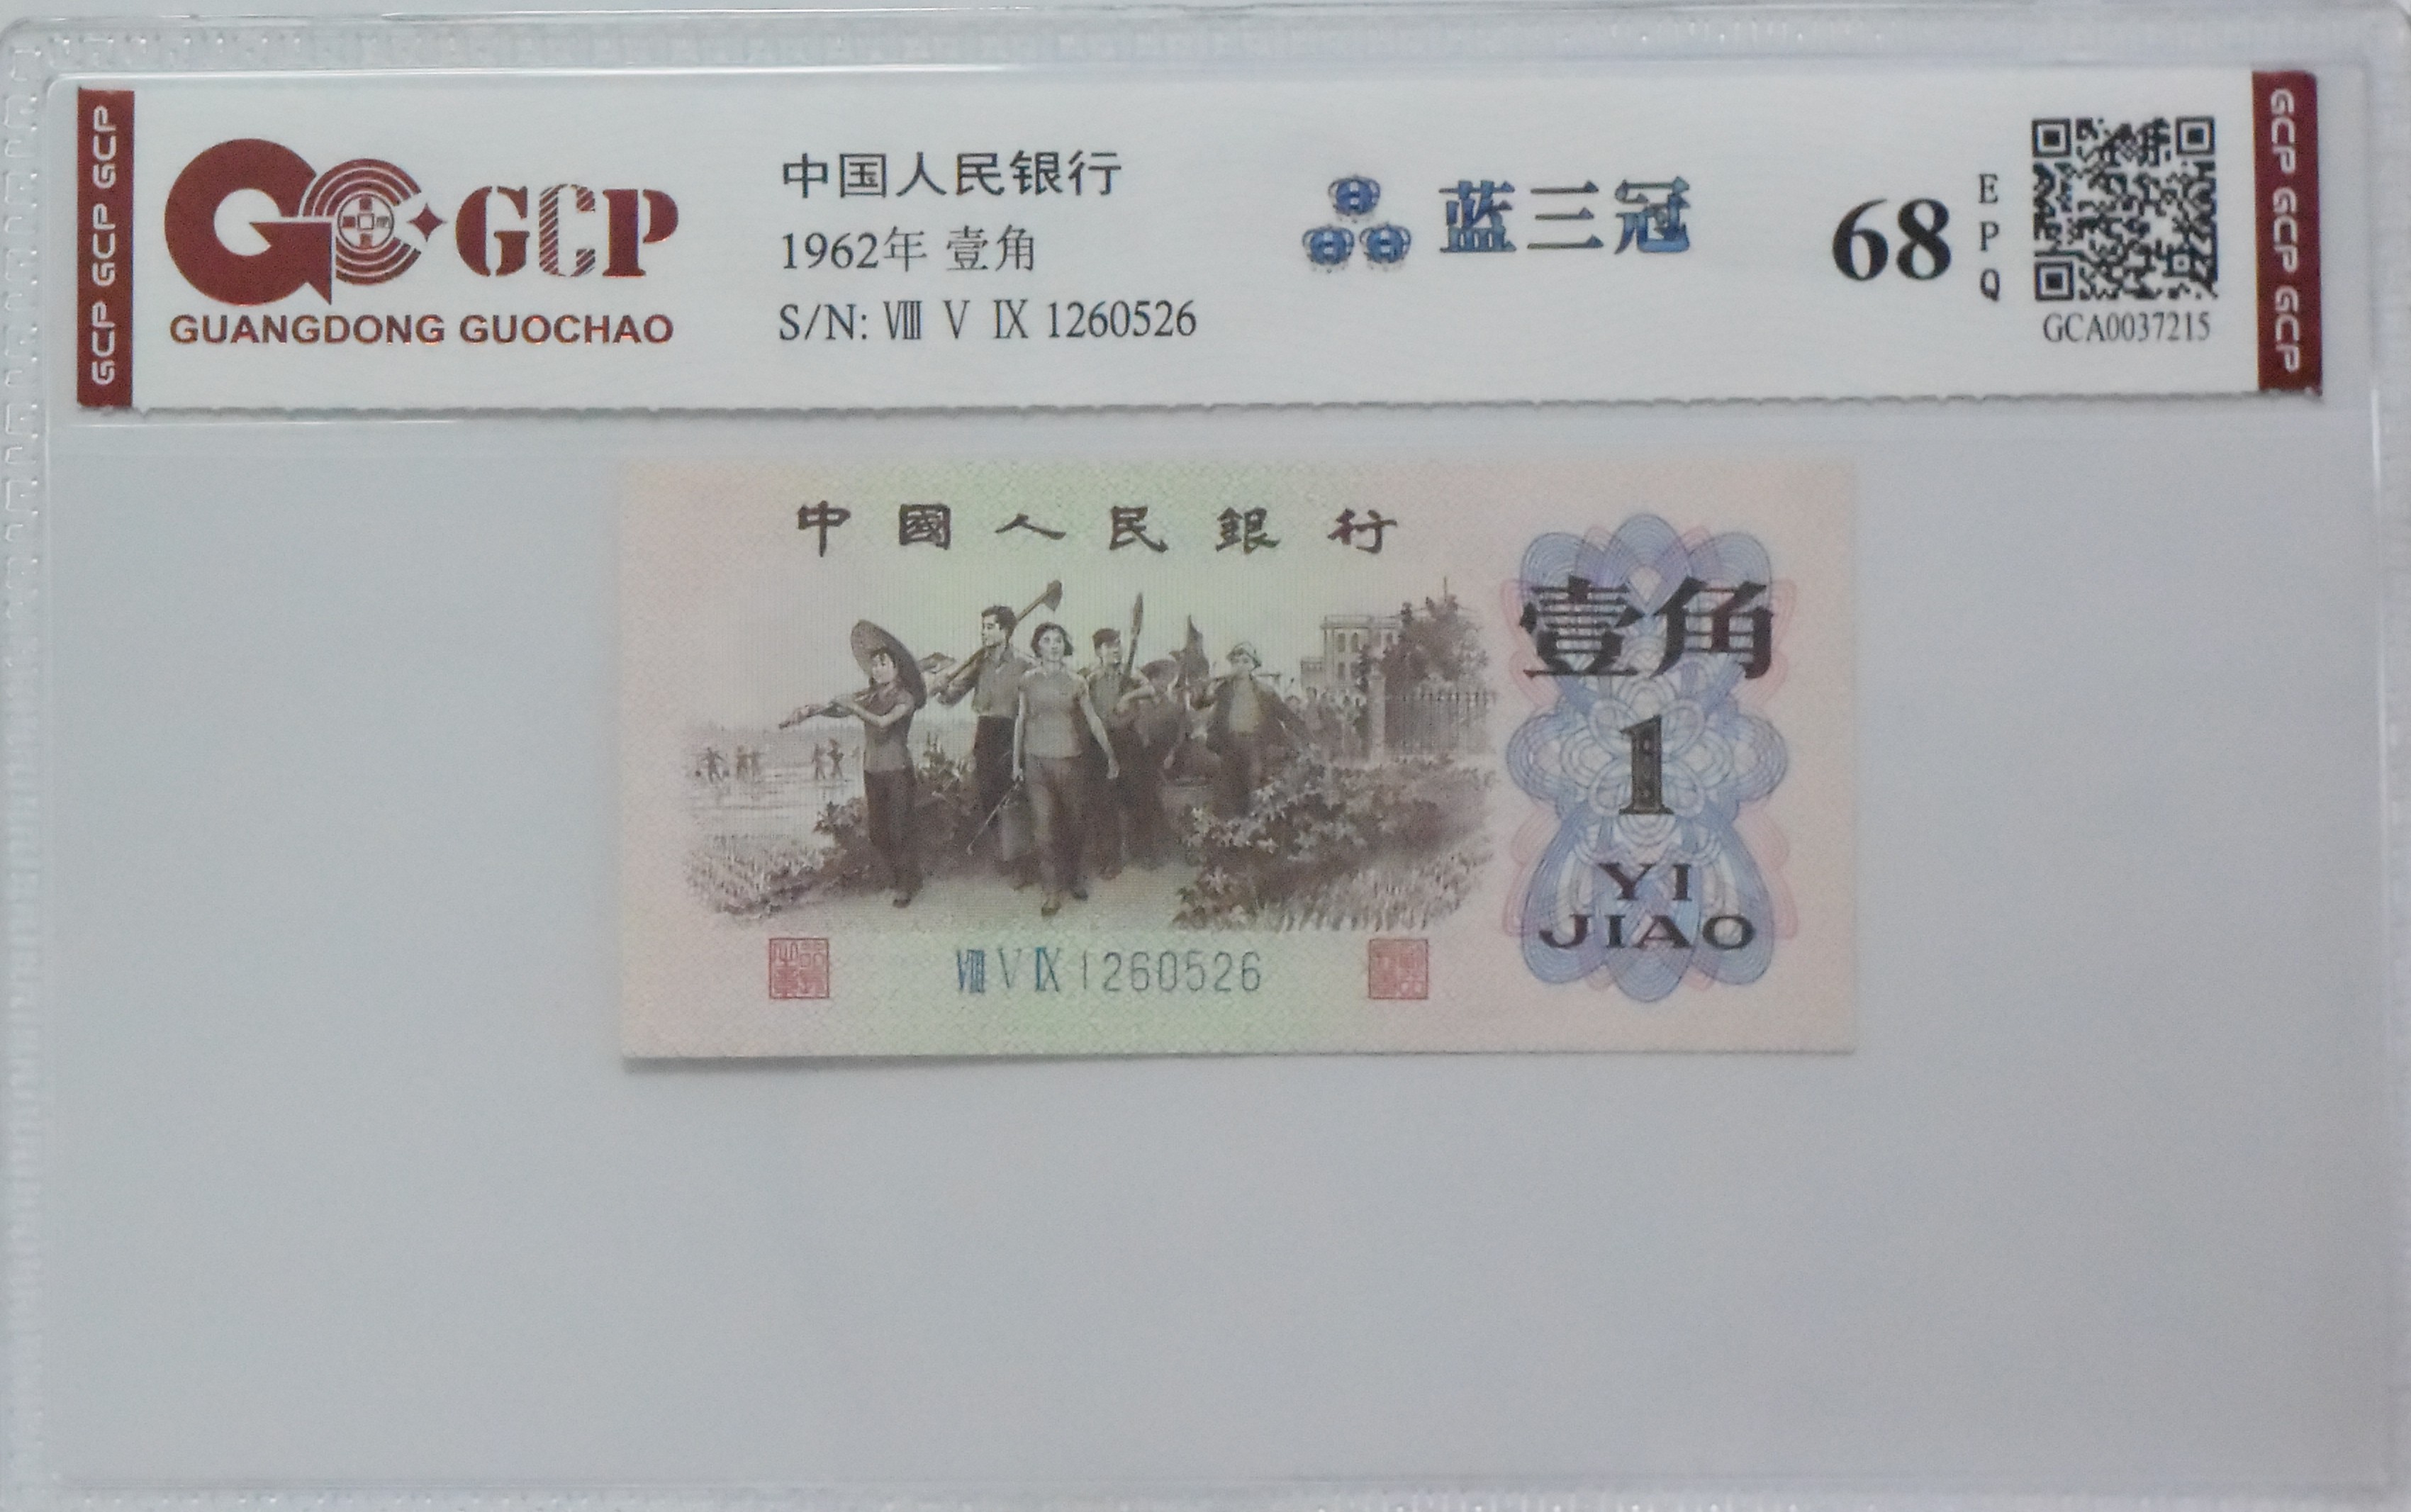 GCP GCP GCP
GCP
GUANGDONG GUOCHAO
中国人民银行
1962年 壹角
S/N: Ⅷ Ⅴ Ⅸ 1260526
蓝三冠
68
EPQ
GCA0037215
GCP GCP GCP
中國人民銀行
壹角
1
YI
JIAO
Ⅷ Ⅴ Ⅸ 1260526